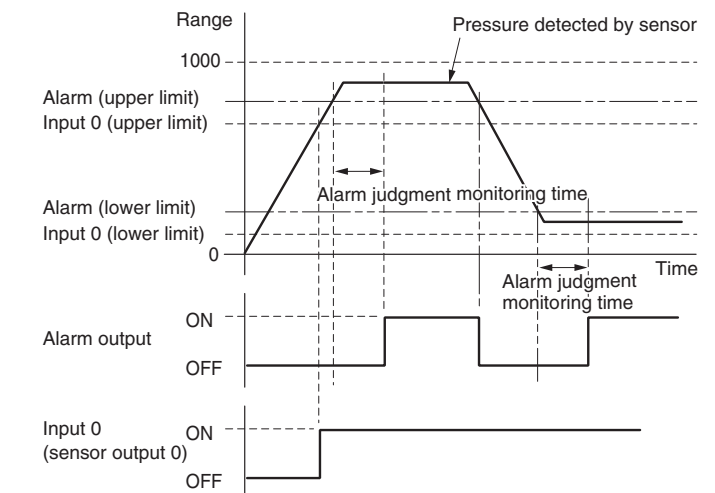 Range
Pressure detected by sensor
1000
Alarm (upper limit)
Input 0 (upper limit)
Alarm judgment monitoring time
Alarm (lower limit)
Input 0 (lower limit)
0
Time
Alarm judgment
monitoring time
Alarm output
ON
OFF
Input 0
(sensor output 0)
ON
OFF